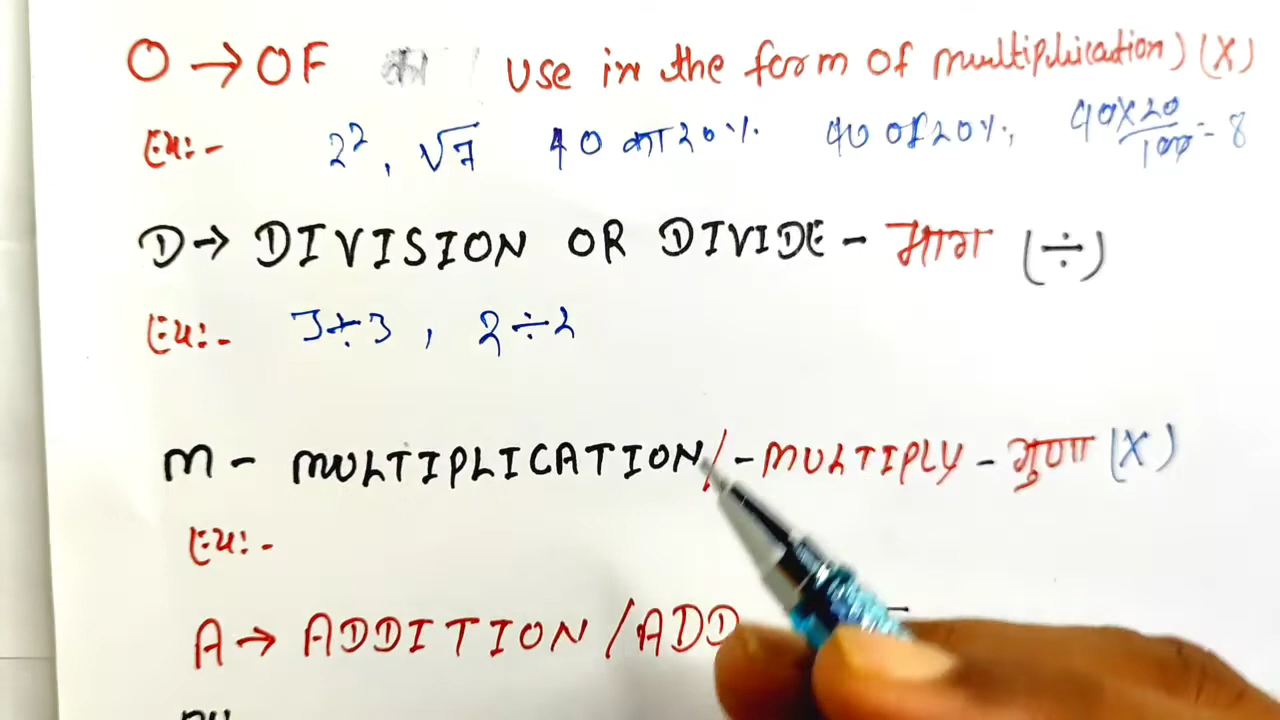 O → OF use in the form of multiplication) (X)
Ex:- 2², √7 40 का 20% 40 of 20%, 40×20/100 = 8
D → DIVISION OR DIVIDE - भाग (÷)
Ex:- 3÷3, 2÷2
M - MULTIPLICATION/-MULTIPLY - गुणा (X)
Ex:-
A → ADDITION/ADD